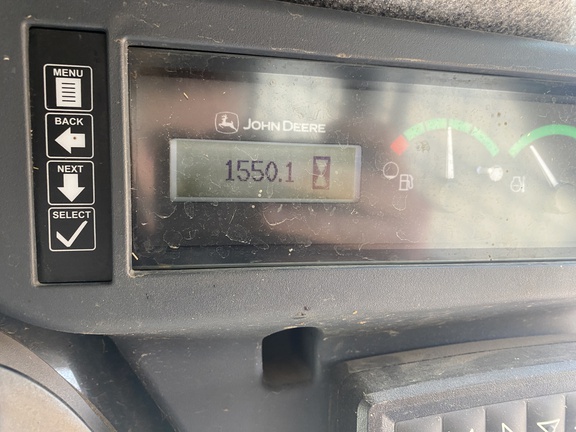 MENU
BACK
NEXT
SELECT
JOHN DEERE
1550.1